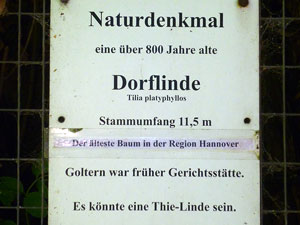 Naturdenkmal
eine über 800 Jahre alte
Dorflinde
Tilia platyphyllos
Stammumfang 11,5 m
Der älteste Baum in der Region Hannover
Goltern war früher Gerichtsstätte.
Es könnte eine Thie-Linde sein.